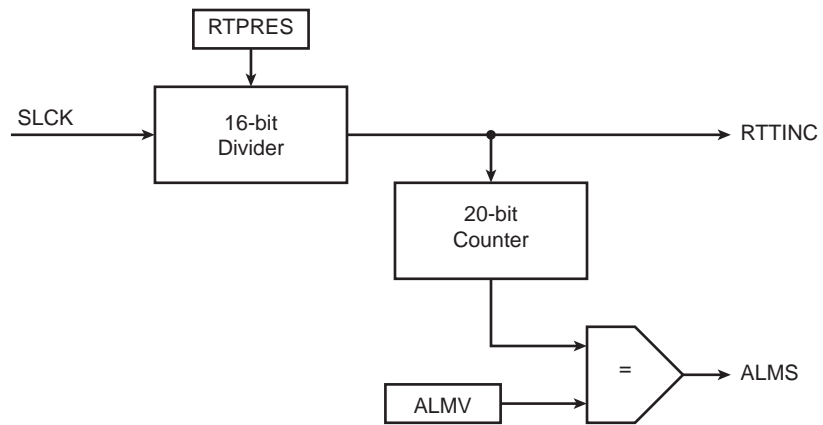 RTPRES
SLCK
16-bit
Divider
RTTINC
20-bit
Counter
=
ALMS
ALMV